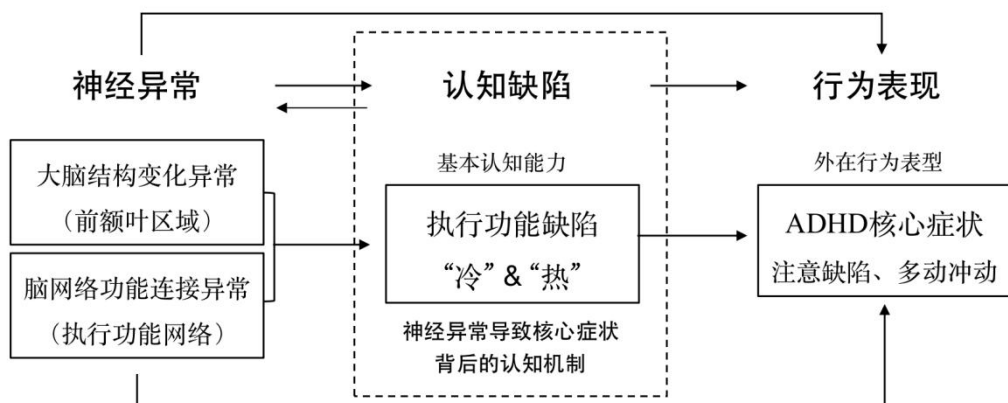 神经异常
认知缺陷
行为表现
大脑结构变化异常
（前额叶区域）
脑网络功能连接异常
（执行功能网络）
基本认知能力
执行功能缺陷
“冷” & “热”
神经异常导致核心症状
背后的认知机制
外在行为表型
ADHD核心症状
注意缺陷、多动冲动